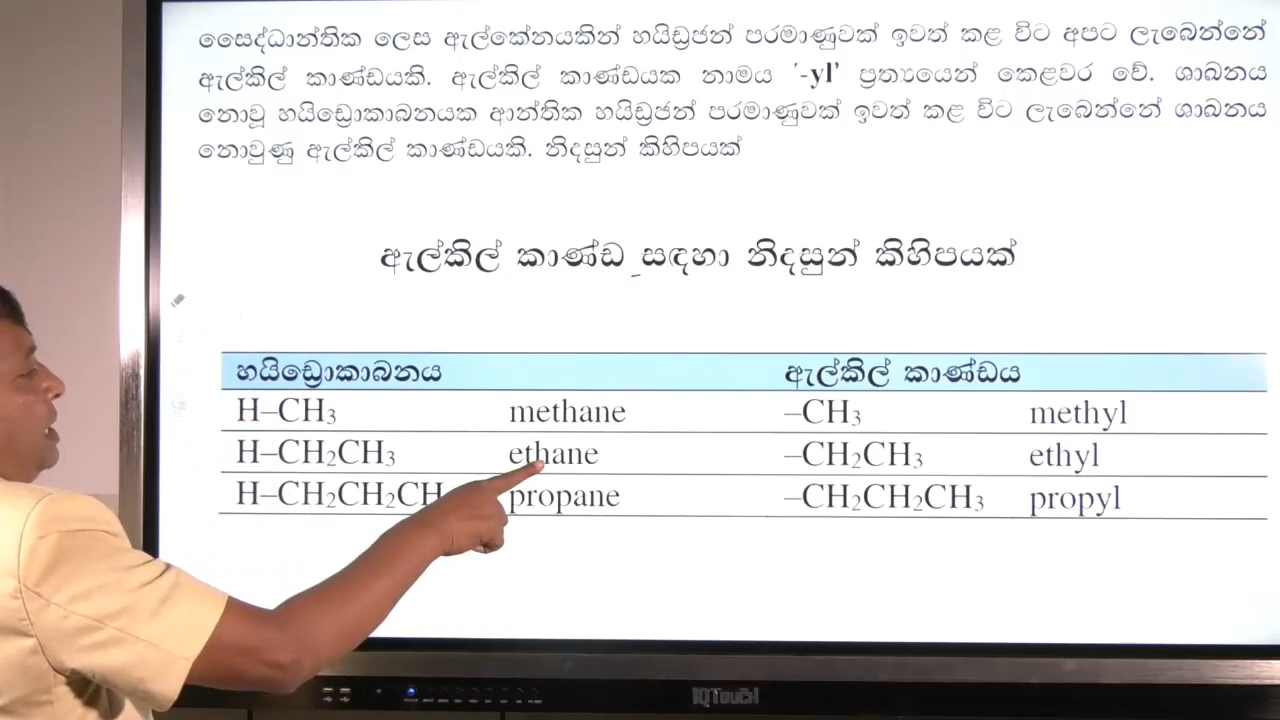 සෛද්ධාන්තික ලෙස ඇල්කේනයකින් හයිඩ්‍රජන් පරමාණුවක් ඉවත් කළ විට අපට ලැබෙන්නේ
ඇල්කිල් කාණ්ඩයකි. ඇල්කිල් කාණ්ඩයක නාමය '-yl' ප්‍රත්‍යයෙන් කෙළවර වේ. ශාඛනය
නොවූ හයිඩ්‍රොකාබනයක ආන්තික හයිඩ්‍රජන් පරමාණුවක් ඉවත් කළ විට ලැබෙන්නේ ශාඛනය
නොවුණු ඇල්කිල් කාණ්ඩයකි. නිදසුන් කිහිපයක්
ඇල්කිල් කාණ්ඩ සඳහා නිදසුන් කිහිපයක්
හයිඩ්‍රොකාබනය ඇල්කිල් කාණ්ඩය
H–CH₃ methane –CH₃ methyl
H–CH₂CH₃ ethane –CH₂CH₃ ethyl
H–CH₂CH₂CH propane –CH₂CH₂CH₃ propyl
IQTouch